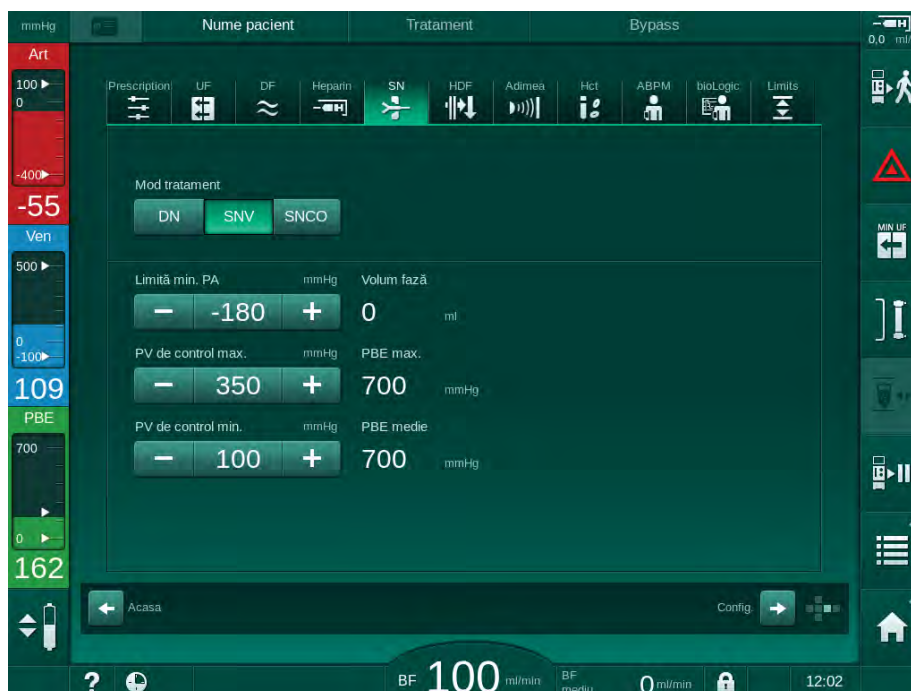 mmHg
Nume pacient
Tratament
Bypass
0,0 ml/
Art
100
0
-400
-55
Ven
500
0
-100
109
PBE
700
0
162
Prescription
UF
DF
Heparin
SN
HDF
Adimea
Hct
ABPM
bioLogic
Limits
Mod tratament
DN SNV SNCO
Limită min. PA mmHg Volum fază
− -180 + 0 ml
PV de control max. mmHg PBE max.
− 350 + 700 mmHg
PV de control min. mmHg PBE medie
− 100 + 700 mmHg
MIN UF
Acasa
Config.
? BF 100 ml/min BF mediu 0 ml/min 12:02